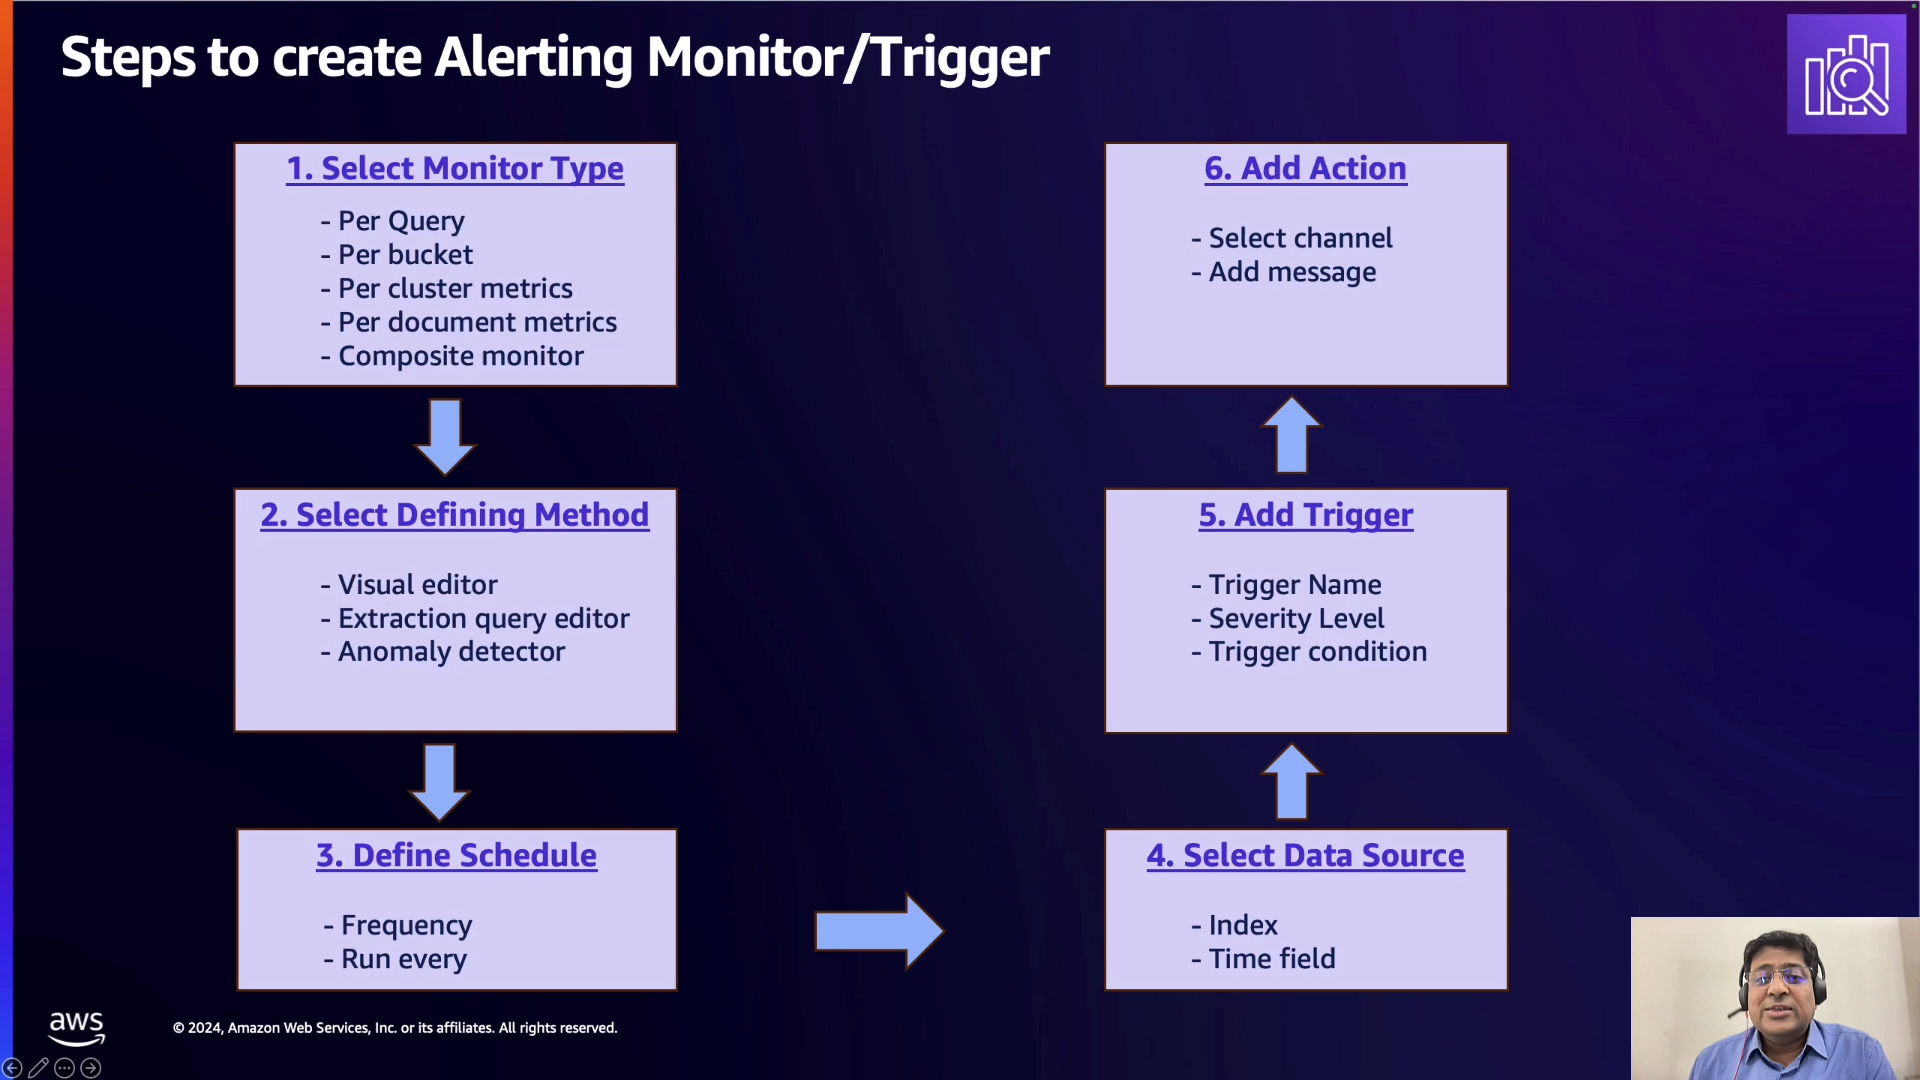 Steps to create Alerting Monitor/Trigger
1. Select Monitor Type
- Per Query
- Per bucket
- Per cluster metrics
- Per document metrics
- Composite monitor
2. Select Defining Method
- Visual editor
- Extraction query editor
- Anomaly detector
3. Define Schedule
- Frequency
- Run every
4. Select Data Source
- Index
- Time field
5. Add Trigger
- Trigger Name
- Severity Level
- Trigger condition
6. Add Action
- Select channel
- Add message
aws
© 2024, Amazon Web Services, Inc. or its affiliates. All rights reserved.